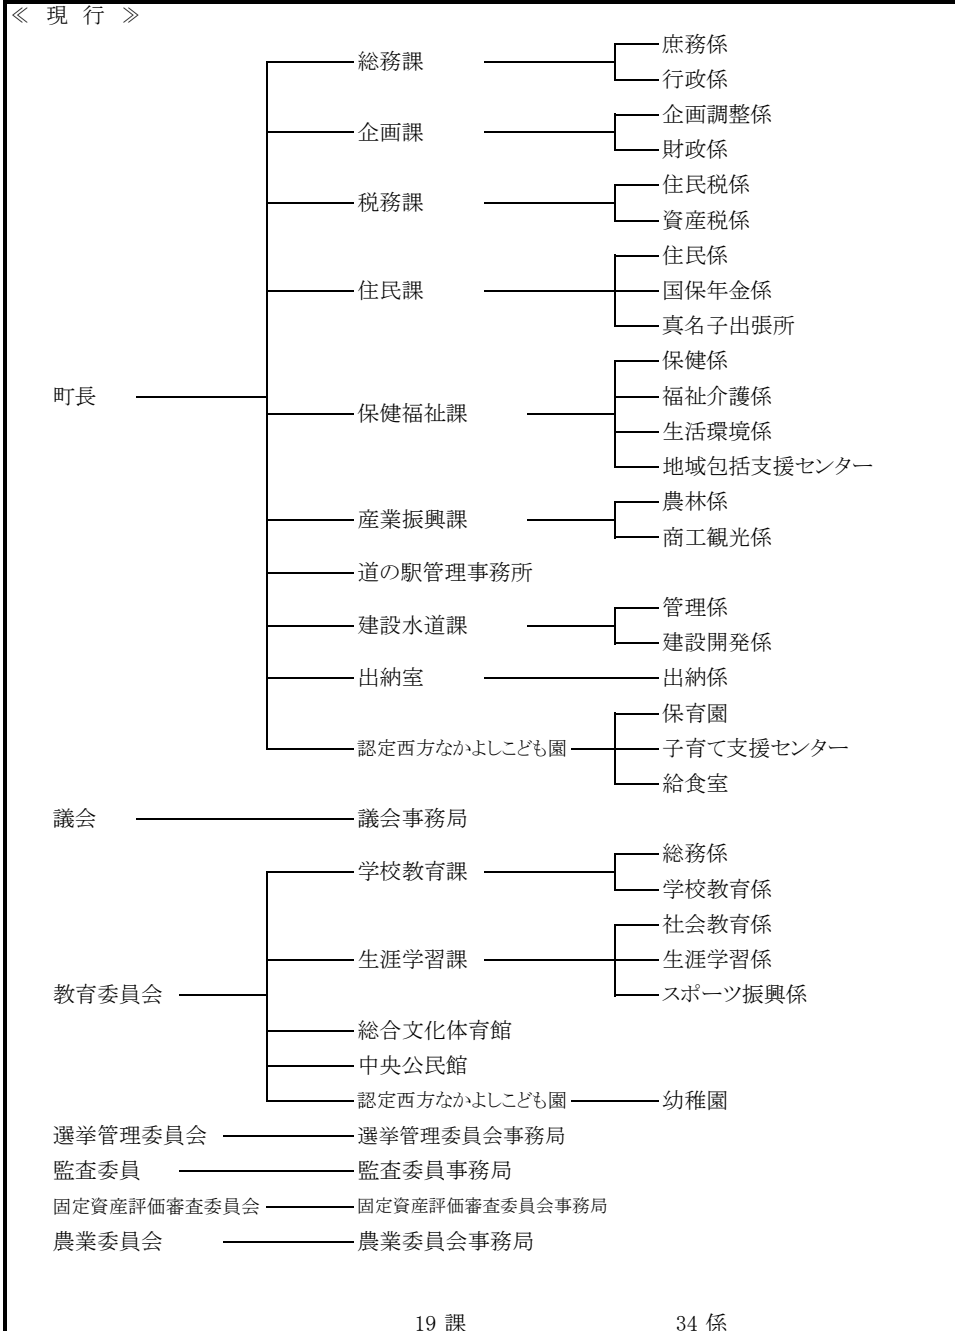 ≪ 現 行 ≫
庶務係
総務課
行政係
企画調整係
企画課
財政係
住民税係
税務課
資産税係
住民係
住民課 国保年金係
真名子出張所
保健係
町長 福祉介護係
保健福祉課
生活環境係
地域包括支援センター
農林係
産業振興課
商工観光係
道の駅管理事務所
管理係
建設水道課
建設開発係
出納室 出納係
保育園
認定西方なかよしこども園 子育て支援センター
給食室
議会 議会事務局
総務係
学校教育課
学校教育係
社会教育係
生涯学習課 生涯学習係
教育委員会 スポーツ振興係
総合文化体育館
中央公民館
認定西方なかよしこども園 幼稚園
選挙管理委員会 選挙管理委員会事務局
監査委員 監査委員事務局
固定資産評価審査委員会 固定資産評価審査委員会事務局
農業委員会 農業委員会事務局
19 課 34 係